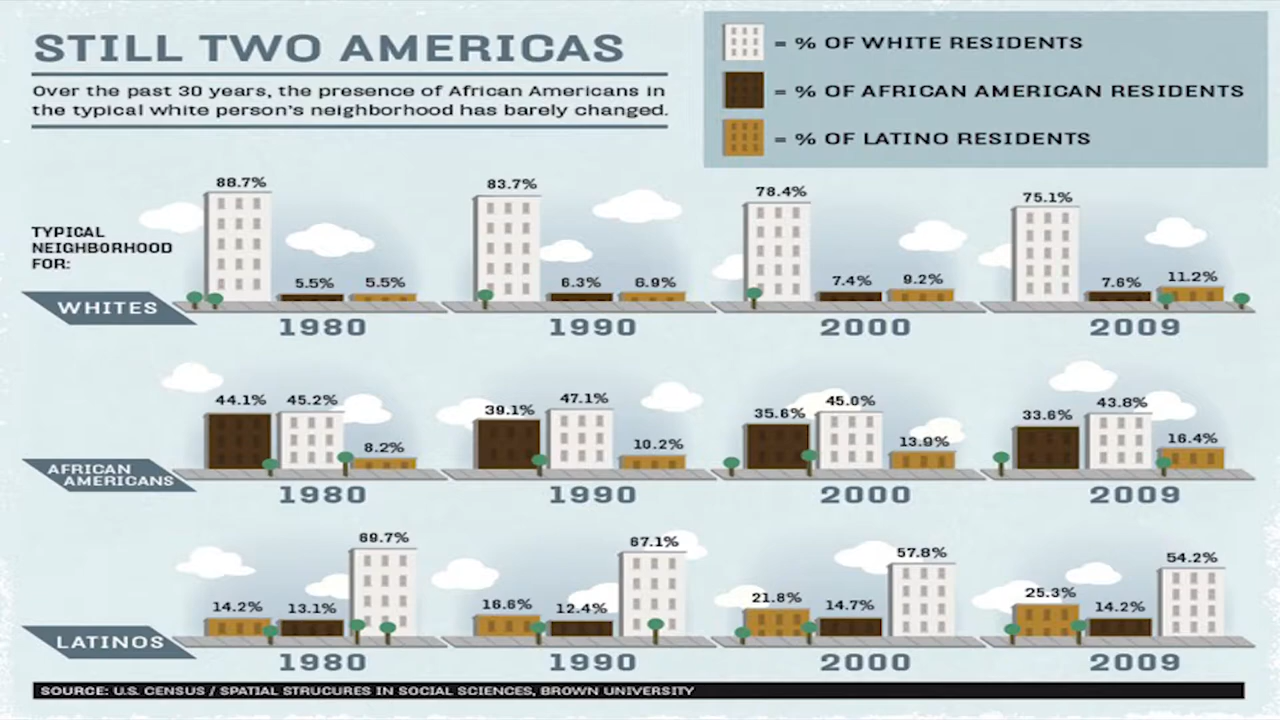 STILL TWO AMERICAS
Over the past 30 years, the presence of African Americans in
the typical white person's neighborhood has barely changed.
= % OF WHITE RESIDENTS
= % OF AFRICAN AMERICAN RESIDENTS
= % OF LATINO RESIDENTS
TYPICAL
NEIGHBORHOOD
FOR:
WHITES
88.7% 5.5% 5.5%
83.7% 6.3% 6.9%
78.4% 7.4% 9.2%
75.1% 7.6% 11.2%
1980 1990 2000 2009
AFRICAN
AMERICANS
44.1% 45.2% 8.2%
39.1% 47.1% 10.2%
35.6% 45.0% 13.9%
33.6% 43.8% 16.4%
1980 1990 2000 2009
LATINOS
14.2% 13.1% 69.7%
16.6% 12.4% 67.1%
21.8% 14.7% 57.8%
25.3% 14.2% 54.2%
1980 1990 2000 2009
SOURCE: U.S. CENSUS / SPATIAL STRUCURES IN SOCIAL SCIENCES, BROWN UNIVERSITY